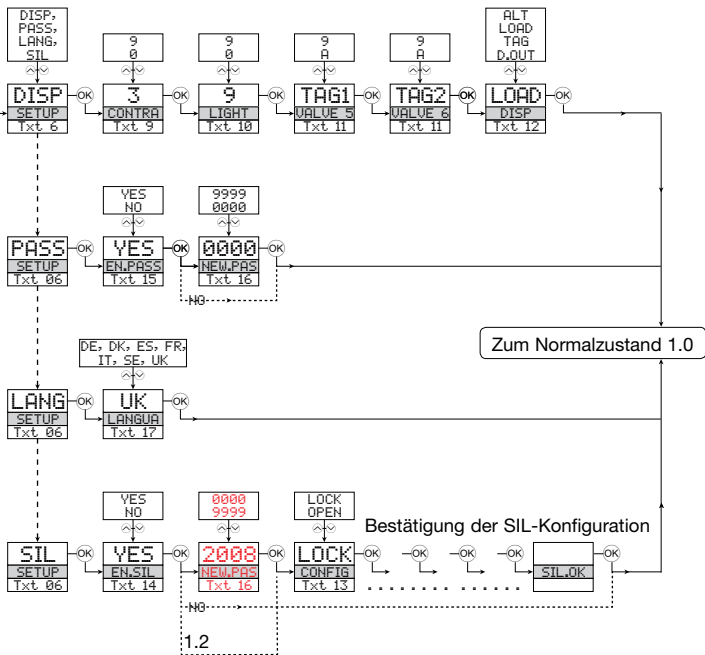 DISP,
PASS,
LANG,
SIL
9
0
9
0
9
A
9
A
ALT
LOAD
TAG
D.OUT
DISP OK 3 OK 9 OK TAG1 OK TAG2 OK LOAD OK
SETUP CONTRA LIGHT VALVE 5 VALVE 6 DISP
Txt 6 Txt 9 Txt 10 Txt 11 Txt 11 Txt 12
YES
NO
9999
0000
PASS OK YES OK 0000 OK
SETUP EN.PASS NEW.PAS
Txt 06 Txt 15 Txt 16
NO
Zum Normalzustand 1.0
DE, DK, ES, FR,
IT, SE, UK
LANG OK UK OK
SETUP LANGUA
Txt 06 Txt 17
YES
NO
0000
9999
LOCK
OPEN
Bestätigung der SIL-Konfiguration
SIL OK YES OK 2008 OK LOCK OK OK OK OK OK
SETUP EN.SIL NEW.PAS CONFIG SIL.OK
Txt 06 Txt 14 Txt 16 Txt 13
NO
1.2